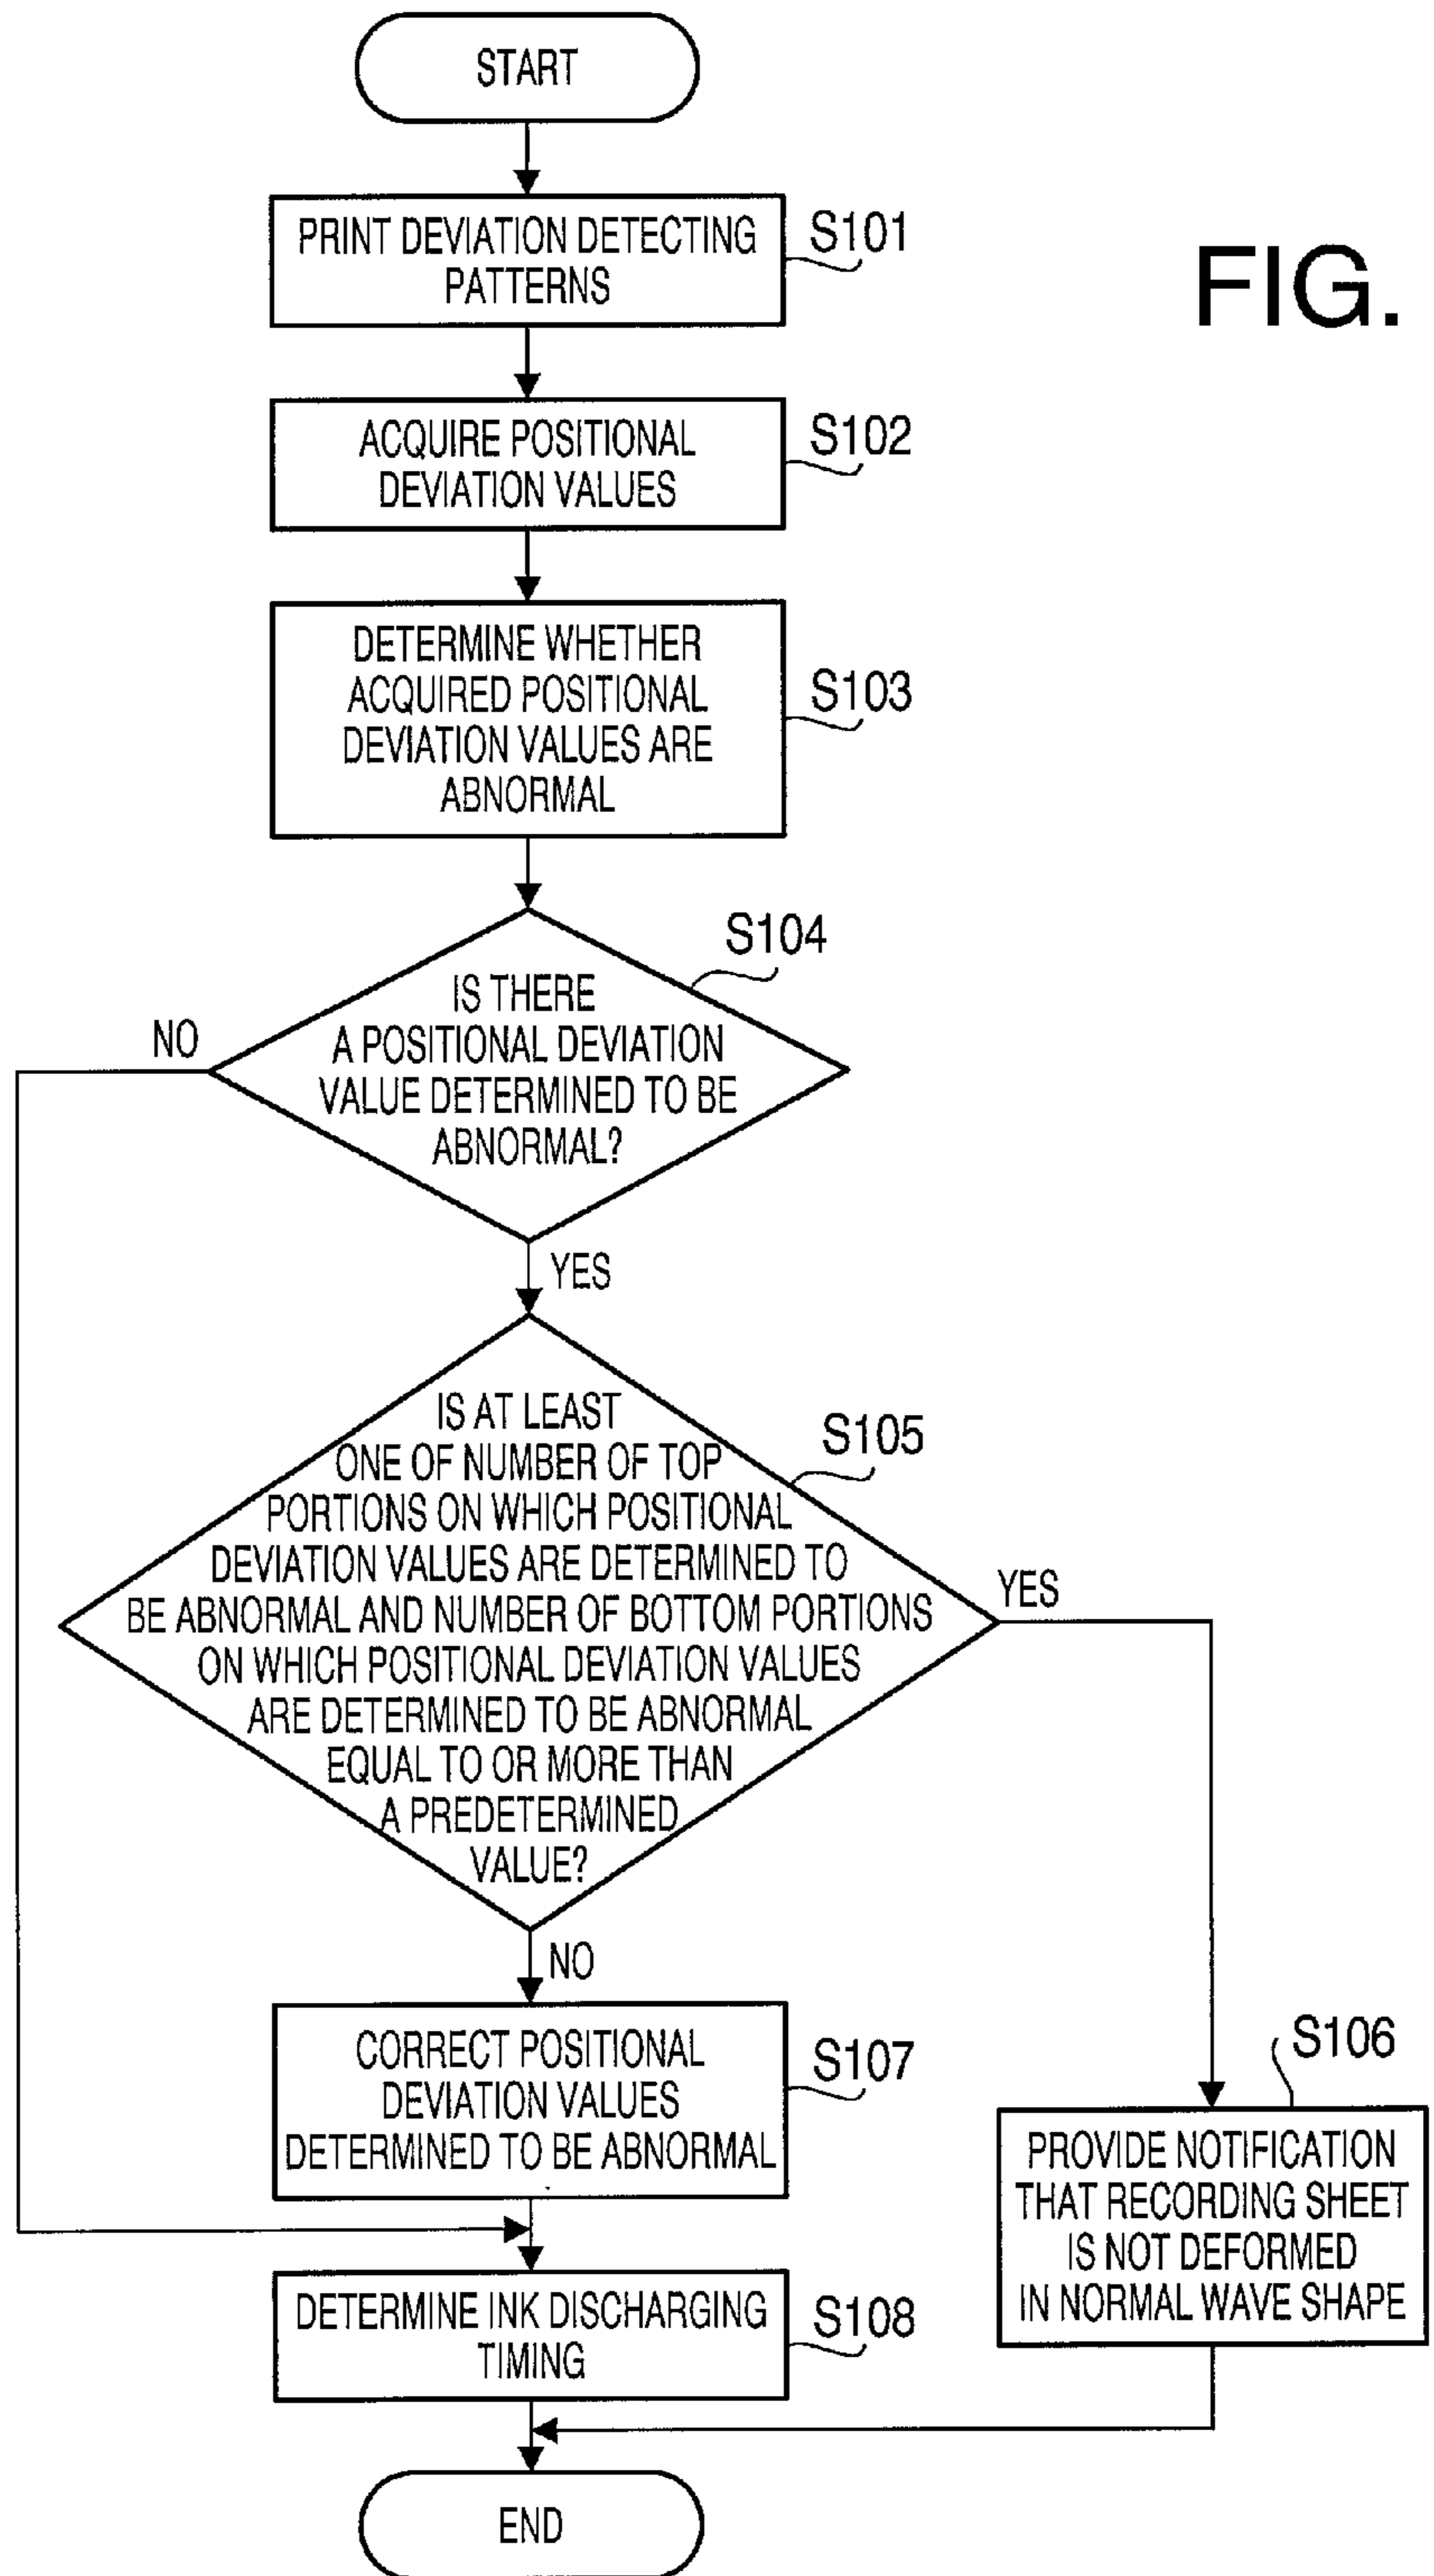 START
PRINT DEVIATION DETECTING
PATTERNS
S101
FIG.
ACQUIRE POSITIONAL
DEVIATION VALUES
S102
DETERMINE WHETHER
ACQUIRED POSITIONAL
DEVIATION VALUES ARE
ABNORMAL
S103
S104
IS THERE
A POSITIONAL DEVIATION
VALUE DETERMINED TO BE
ABNORMAL?
NO
YES
S105
IS AT LEAST
ONE OF NUMBER OF TOP
PORTIONS ON WHICH POSITIONAL
DEVIATION VALUES ARE DETERMINED TO
BE ABNORMAL AND NUMBER OF BOTTOM PORTIONS
ON WHICH POSITIONAL DEVIATION VALUES
ARE DETERMINED TO BE ABNORMAL
EQUAL TO OR MORE THAN
A PREDETERMINED
VALUE?
YES
NO
CORRECT POSITIONAL
DEVIATION VALUES
DETERMINED TO BE ABNORMAL
S107
S106
PROVIDE NOTIFICATION
THAT RECORDING SHEET
IS NOT DEFORMED
IN NORMAL WAVE SHAPE
DETERMINE INK DISCHARGING
TIMING
S108
END